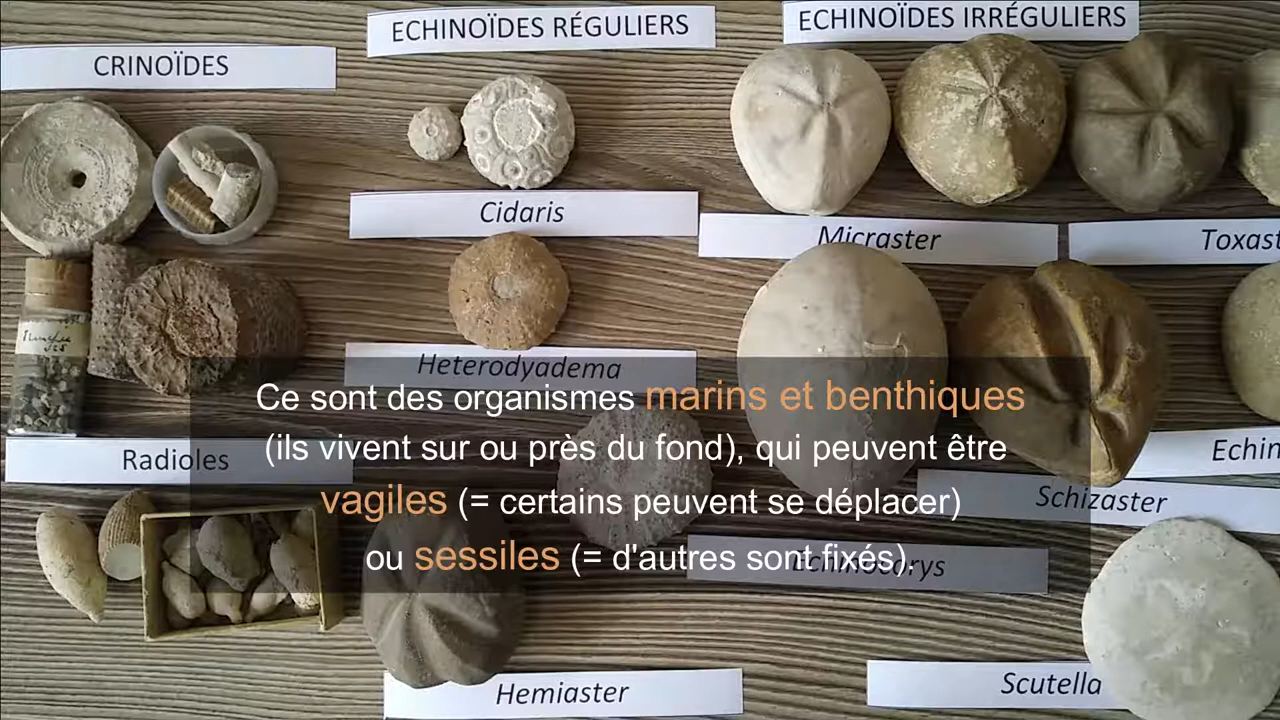 CRINOÏDES
ECHINOÏDES RÉGULIERS
ECHINOÏDES IRRÉGULIERS
Cidaris
Micraster
Toxast
Heterodyadema
Ce sont des organismes marins et benthiques
(ils vivent sur ou près du fond), qui peuvent être
vagiles (= certains peuvent se déplacer)
ou sessiles (= d'autres sont fixés).
Radioles
Echin
Schizaster
Echinocorys
Hemiaster
Scutella